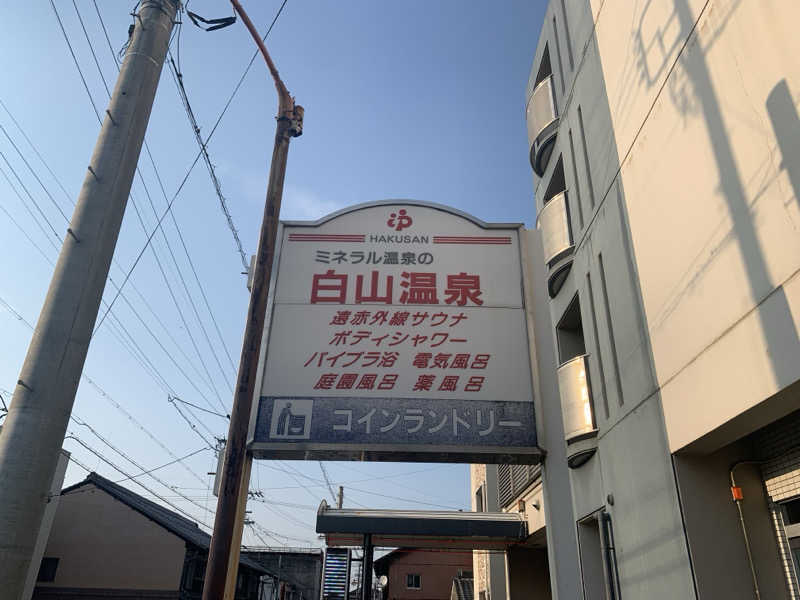 HAKUSAN
ミネラル温泉の
白山温泉
遠赤外線サウナ
ボディシャワー
バイブラ浴 電気風呂
庭園風呂 薬風呂
コインランドリー